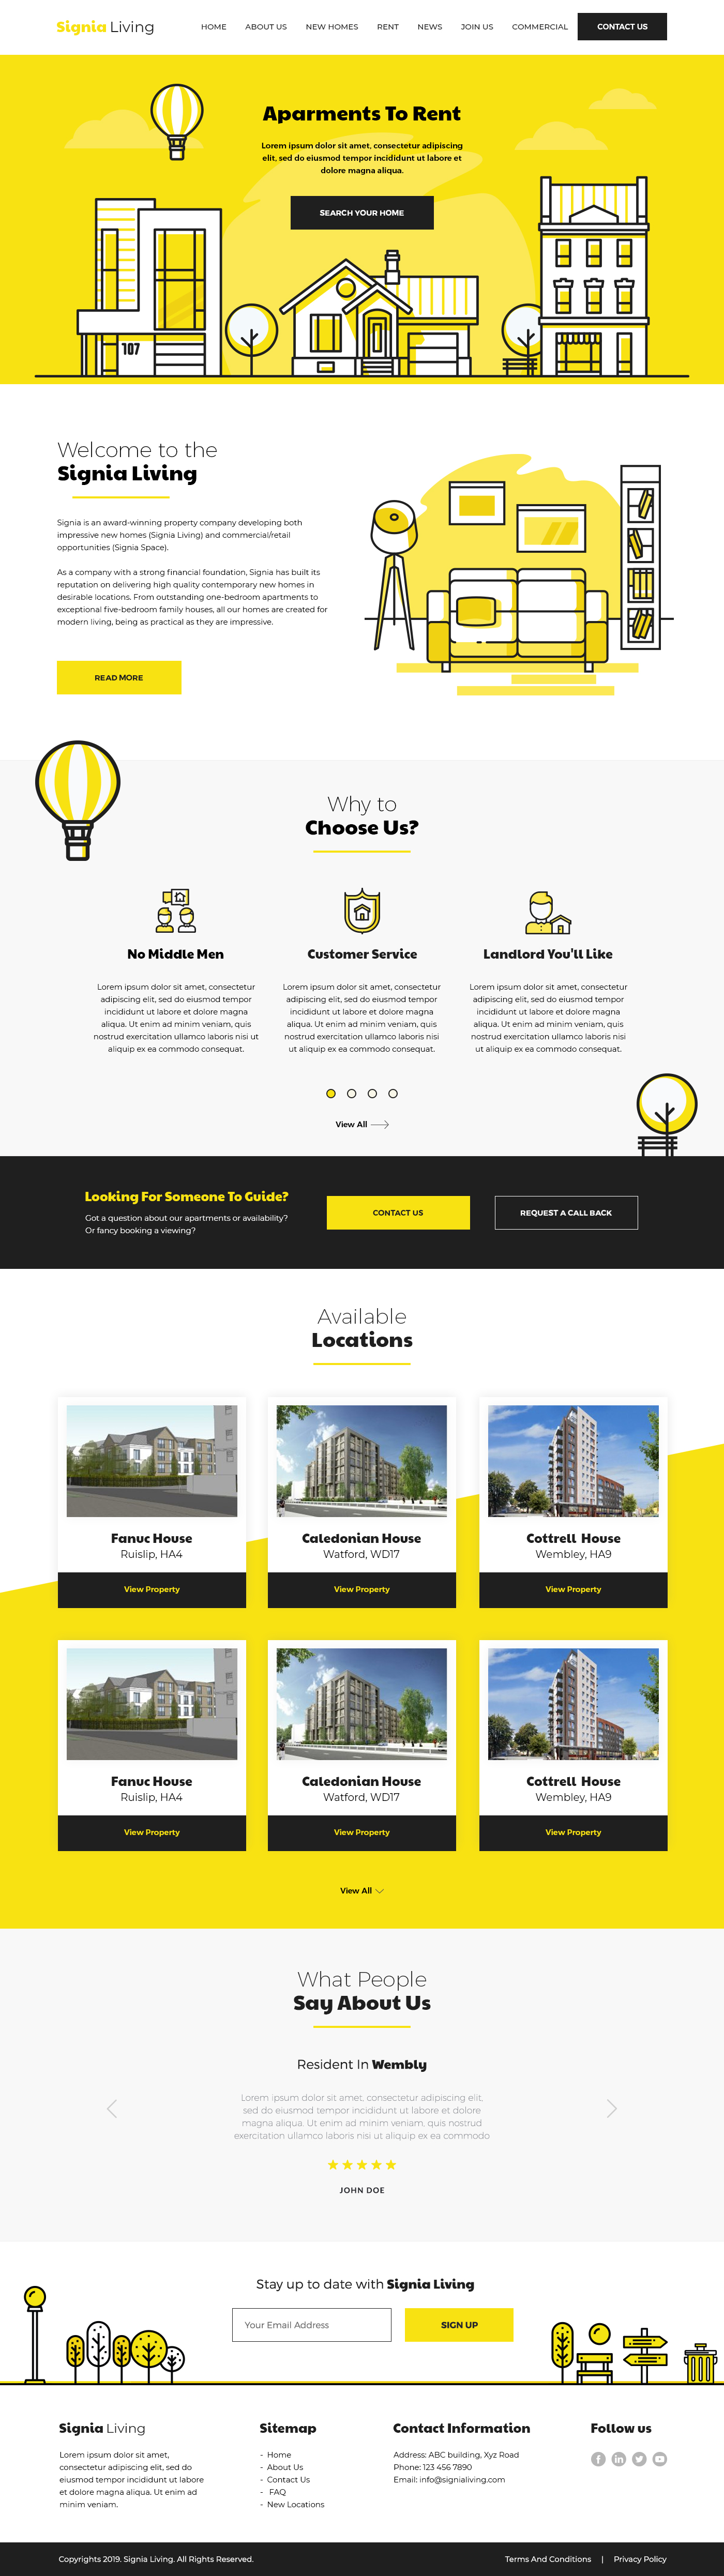 Signia Living
HOME ABOUT US NEW HOMES RENT NEWS JOIN US COMMERCIAL CONTACT US
Aparments To Rent
Lorem ipsum dolor sit amet, consectetur adipiscing
elit, sed do eiusmod tempor incididunt ut labore et
dolore magna aliqua.
SEARCH YOUR HOME
107
Welcome to the
Signia Living
Signia is an award-winning property company developing both
impressive new homes (Signia Living) and commercial/retail
opportunities (Signia Space).
As a company with a strong financial foundation, Signia has built its
reputation on delivering high quality contemporary new homes in
desirable locations. From outstanding one-bedroom apartments to
exceptional five-bedroom family houses, all our homes are created for
modern living, being as practical as they are impressive.
READ MORE
Why to
Choose Us?
No Middle Men
Lorem ipsum dolor sit amet, consectetur
adipiscing elit, sed do eiusmod tempor
incididunt ut labore et dolore magna
aliqua. Ut enim ad minim veniam, quis
nostrud exercitation ullamco laboris nisi ut
aliquip ex ea commodo consequat.
Customer Service
Lorem ipsum dolor sit amet, consectetur
adipiscing elit, sed do eiusmod tempor
incididunt ut labore et dolore magna
aliqua. Ut enim ad minim veniam, quis
nostrud exercitation ullamco laboris nisi
ut aliquip ex ea commodo consequat.
Landlord You'll Like
Lorem ipsum dolor sit amet, consectetur
adipiscing elit, sed do eiusmod tempor
incididunt ut labore et dolore magna
aliqua. Ut enim ad minim veniam, quis
nostrud exercitation ullamco laboris nisi
ut aliquip ex ea commodo consequat.
View All
Looking For Someone To Guide?
Got a question about our apartments or availability?
Or fancy booking a viewing?
CONTACT US
REQUEST A CALL BACK
Available
Locations
Fanuc House
Ruislip, HA4
View Property
Caledonian House
Watford, WD17
View Property
Cottrell House
Wembley, HA9
View Property
Fanuc House
Ruislip, HA4
View Property
Caledonian House
Watford, WD17
View Property
Cottrell House
Wembley, HA9
View Property
View All
What People
Say About Us
Resident In Wembly
Lorem ipsum dolor sit amet, consectetur adipiscing elit,
sed do eiusmod tempor incididunt ut labore et dolore
magna aliqua. Ut enim ad minim veniam, quis nostrud
exercitation ullamco laboris nisi ut aliquip ex ea commodo
JOHN DOE
Stay up to date with Signia Living
Your Email Address
SIGN UP
Signia Living
Lorem ipsum dolor sit amet,
consectetur adipiscing elit, sed do
eiusmod tempor incididunt ut labore
et dolore magna aliqua. Ut enim ad
minim veniam.
Sitemap
- Home
- About Us
- Contact Us
- FAQ
- New Locations
Contact Information
Address: ABC building, Xyz Road
Phone: 123 456 7890
Email: info@signialiving.com
Follow us
Copyrights 2019. Signia Living. All Rights Reserved.
Terms And Conditions | Privacy Policy